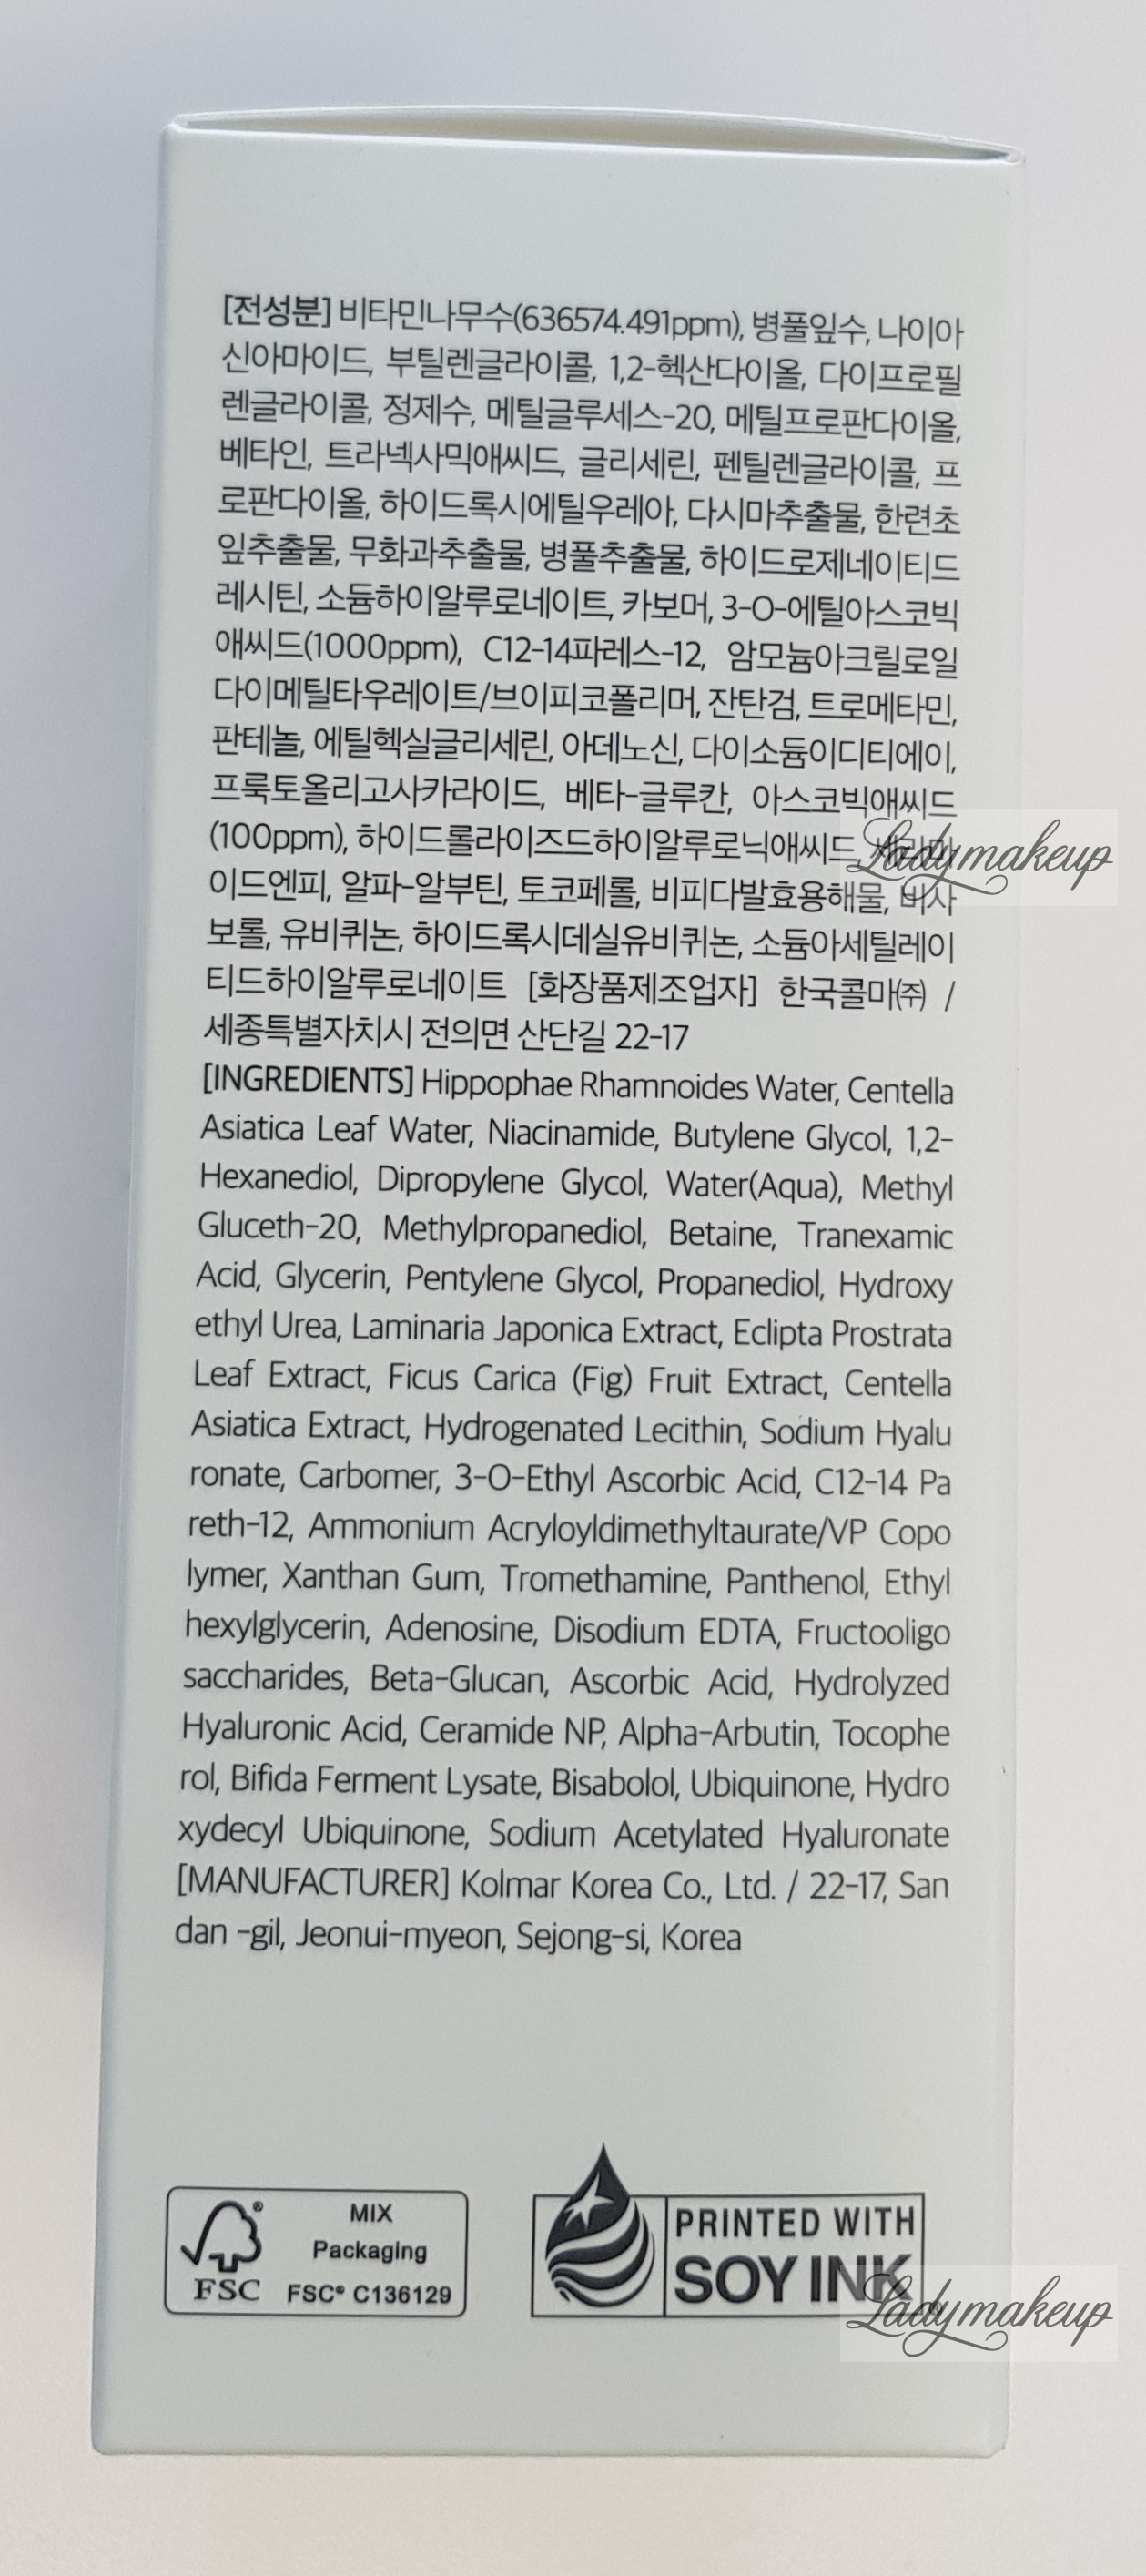 [전성분] 비타민나무수(636574.491ppm), 병풀잎수, 나이아
신아마이드, 부틸렌글라이콜, 1,2-헥산다이올, 다이프로필
렌글라이콜, 정제수, 메틸글루세스-20, 메틸프로판다이올,
베타인, 트라넥사믹애씨드, 글리세린, 펜틸렌글라이콜, 프
로판다이올, 하이드록시에틸우레아, 다시마추출물, 한련초
잎추출물, 무화과추출물, 병풀추출물, 하이드로제네이티드
레시틴, 소듐하이알루로네이트, 카보머, 3-O-에틸아스코빅
애씨드(1000ppm), C12-14파레스-12, 암모늄아크릴로일
다이메틸타우레이트/브이피코폴리머, 잔탄검, 트로메타민,
판테놀, 에틸헥실글리세린, 아데노신, 다이소듐이디티에이,
프룩토올리고사카라이드, 베타-글루칸, 아스코빅애씨드
(100ppm), 하이드롤라이즈드하이알루로닉애씨드,
이드엔피, 알파-알부틴, 토코페롤, 비피다발효용해물, 비사
보롤, 유비퀴논, 하이드록시데실유비퀴논, 소듐아세틸레이
티드하이알루로네이트 [화장품제조업자] 한국콜마㈜ /
세종특별자치시 전의면 산단길 22-17
[INGREDIENTS] Hippophae Rhamnoides Water, Centella
Asiatica Leaf Water, Niacinamide, Butylene Glycol, 1,2-
Hexanediol, Dipropylene Glycol, Water(Aqua), Methyl
Gluceth-20, Methylpropanediol, Betaine, Tranexamic
Acid, Glycerin, Pentylene Glycol, Propanediol, Hydroxy
ethyl Urea, Laminaria Japonica Extract, Eclipta Prostrata
Leaf Extract, Ficus Carica (Fig) Fruit Extract, Centella
Asiatica Extract, Hydrogenated Lecithin, Sodium Hyalu
ronate, Carbomer, 3-O-Ethyl Ascorbic Acid, C12-14 Pa
reth-12, Ammonium Acryloyldimethyltaurate/VP Copo
lymer, Xanthan Gum, Tromethamine, Panthenol, Ethyl
hexylglycerin, Adenosine, Disodium EDTA, Fructooligo
saccharides, Beta-Glucan, Ascorbic Acid, Hydrolyzed
Hyaluronic Acid, Ceramide NP, Alpha-Arbutin, Tocophe
rol, Bifida Ferment Lysate, Bisabolol, Ubiquinone, Hydro
xydecyl Ubiquinone, Sodium Acetylated Hyaluronate
[MANUFACTURER] Kolmar Korea Co., Ltd. / 22-17, San
dan -gil, Jeonui-myeon, Sejong-si, Korea
Ladymakeup
MIX
Packaging
FSC® C136129
FSC
PRINTED WITH
SOY INK
Ladymakeup